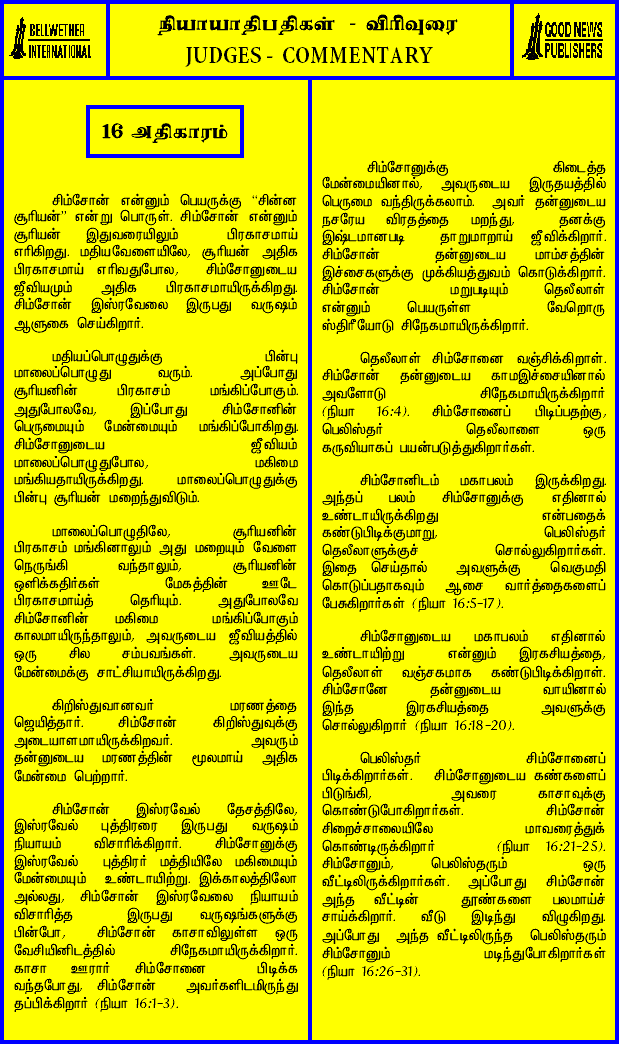 BELLWETHER
INTERNATIONAL
நியாயாதிபதிகள் - விரிவுரை
JUDGES - COMMENTARY
GOOD NEWS
PUBLISHERS
16 அதிகாரம்
சிம்சோன் என்னும் பெயருக்கு “சின்ன
சூரியன்” என்று பொருள். சிம்சோன் என்னும்
சூரியன் இதுவரையிலும் பிரகாசமாய்
எரிகிறது. மதியவேளையிலே, சூரியன் அதிக
பிரகாசமாய் எரிவதுபோல, சிம்சோனுடைய
ஜீவியமும் அதிக பிரகாசமாயிருக்கிறது.
சிம்சோன் இஸ்ரவேலை இருபது வருஷம்
ஆளுகை செய்கிறார்.
மதியப்பொழுதுக்கு பின்பு
மாலைப்பொழுது வரும். அப்போது
சூரியனின் பிரகாசம் மங்கிப்போகும்.
அதுபோலவே, இப்போது சிம்சோனின்
பெருமையும் மேன்மையும் மங்கிப்போகிறது.
சிம்சோனுடைய ஜீவியம்
மாலைப்பொழுதுபோல, மகிமை
மங்கியதாயிருக்கிறது. மாலைப்பொழுதுக்கு
பின்பு சூரியன் மறைந்துவிடும்.
மாலைப்பொழுதிலே, சூரியனின்
பிரகாசம் மங்கினாலும் அது மறையும் வேளை
நெருங்கி வந்தாலும், சூரியனின்
ஒளிக்கதிர்கள் மேகத்தின் ஊடே
பிரகாசமாய்த் தெரியும். அதுபோலவே
சிம்சோனின் மகிமை மங்கிப்போகும்
காலமாயிருந்தாலும், அவருடைய ஜீவியத்தில்
ஒரு சில சம்பவங்கள். அவருடைய
மேன்மைக்கு சாட்சியாயிருக்கிறது.
கிறிஸ்துவானவர் மரணத்தை
ஜெயித்தார். சிம்சோன் கிறிஸ்துவுக்கு
அடையாளமாயிருக்கிறவர். அவரும்
தன்னுடைய மரணத்தின் மூலமாய் அதிக
மேன்மை பெற்றார்.
சிம்சோன் இஸ்ரவேல் தேசத்திலே,
இஸ்ரவேல் புத்திரரை இருபது வருஷம்
நியாயம் விசாரிக்கிறார். சிம்சோனுக்கு
இஸ்ரவேல் புத்திரர் மத்தியிலே மகிமையும்
மேன்மையும் உண்டாயிற்று. இக்காலத்திலோ
அல்லது, சிம்சோன் இஸ்ரவேலை நியாயம்
விசாரித்த இருபது வருஷங்களுக்கு
பின்போ, சிம்சோன் காசாவிலுள்ள ஒரு
வேசியினிடத்தில் சிநேகமாயிருக்கிறார்.
காசா ஊரார் சிம்சோனை பிடிக்க
வந்தபோது, சிம்சோன் அவர்களிடமிருந்து
தப்பிக்கிறார் (நியா 16:1-3).
சிம்சோனுக்கு கிடைத்த
மேன்மையினால், அவருடைய இருதயத்தில்
பெருமை வந்திருக்கலாம். அவர் தன்னுடைய
நசரேய விரதத்தை மறந்து, தனக்கு
இஷ்டமானபடி தாறுமாறாய் ஜீவிக்கிறார்.
சிம்சோன் தன்னுடைய மாம்சத்தின்
இச்சைகளுக்கு முக்கியத்துவம் கொடுக்கிறார்.
சிம்சோன் மறுபடியும் தெலீலாள்
என்னும் பெயருள்ள வேறொரு
ஸ்திரீயோடு சிநேகமாயிருக்கிறார்.
தெலீலாள் சிம்சோனை வஞ்சிக்கிறாள்.
சிம்சோன் தன்னுடைய காமஇச்சையினால்
அவளோடு சிநேகமாயிருக்கிறார்
(நியா 16:4). சிம்சோனைப் பிடிப்பதற்கு,
பெலிஸ்தர் தெலீலாளை ஒரு
கருவியாகப் பயன்படுத்துகிறார்கள்.
சிம்சோனிடம் மகாபலம் இருக்கிறது.
அந்தப் பலம் சிம்சோனுக்கு எதினால்
உண்டாயிருக்கிறது என்பதைக்
கண்டுபிடிக்குமாறு, பெலிஸ்தர்
தெலீலாளுக்குச் சொல்லுகிறார்கள்.
இதை செய்தால் அவளுக்கு வெகுமதி
கொடுப்பதாகவும் ஆசை வார்த்தைகளைப்
பேசுகிறார்கள் (நியா 16:5-17).
சிம்சோனுடைய மகாபலம் எதினால்
உண்டாயிற்று என்னும் இரகசியத்தை,
தெலீலாள் வஞ்சகமாக கண்டுபிடிக்கிறாள்.
சிம்சோனே தன்னுடைய வாயினால்
இந்த இரகசியத்தை அவளுக்கு
சொல்லுகிறார் (நியா 16:18-20).
பெலிஸ்தர் சிம்சோனைப்
பிடிக்கிறார்கள். சிம்சோனுடைய கண்களைப்
பிடுங்கி, அவரை காசாவுக்கு
கொண்டுபோகிறார்கள். சிம்சோன்
சிறைச்சாலையிலே மாவரைத்துக்
கொண்டிருக்கிறார் (நியா 16:21-25).
சிம்சோனும், பெலிஸ்தரும் ஒரு
வீட்டிலிருக்கிறார்கள். அப்போது சிம்சோன்
அந்த வீட்டின் தூண்களை பலமாய்ச்
சாய்க்கிறார். வீடு இடிந்து விழுகிறது.
அப்போது அந்த வீட்டிலிருந்த பெலிஸ்தரும்
சிம்சோனும் மடிந்துபோகிறார்கள்
(நியா 16:26-31).